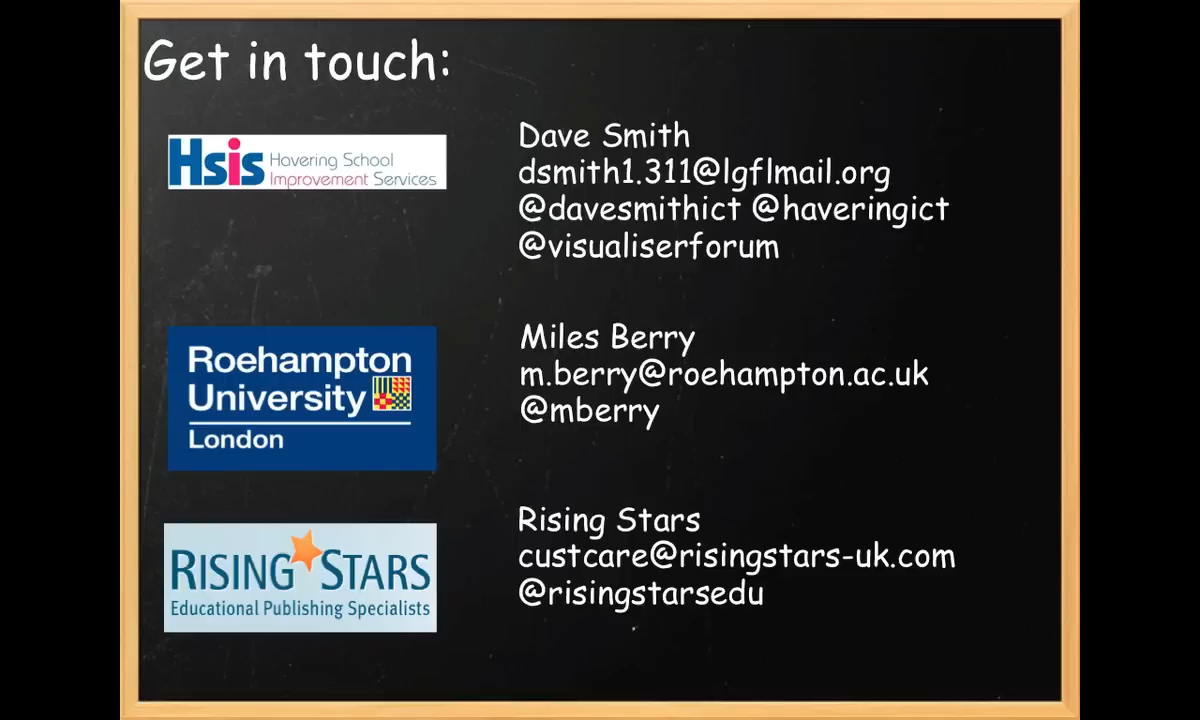 Get in touch:
Hsis Havering School
Improvement Services
Dave Smith
dsmith1.311@lgflmail.org
@davesmithict @haveringict
@visualiserforum
Roehampton
University
London
Miles Berry
m.berry@roehampton.ac.uk
@mberry
RISING STARS
Educational Publishing Specialists
Rising Stars
custcare@risingstars-uk.com
@risingstarsedu